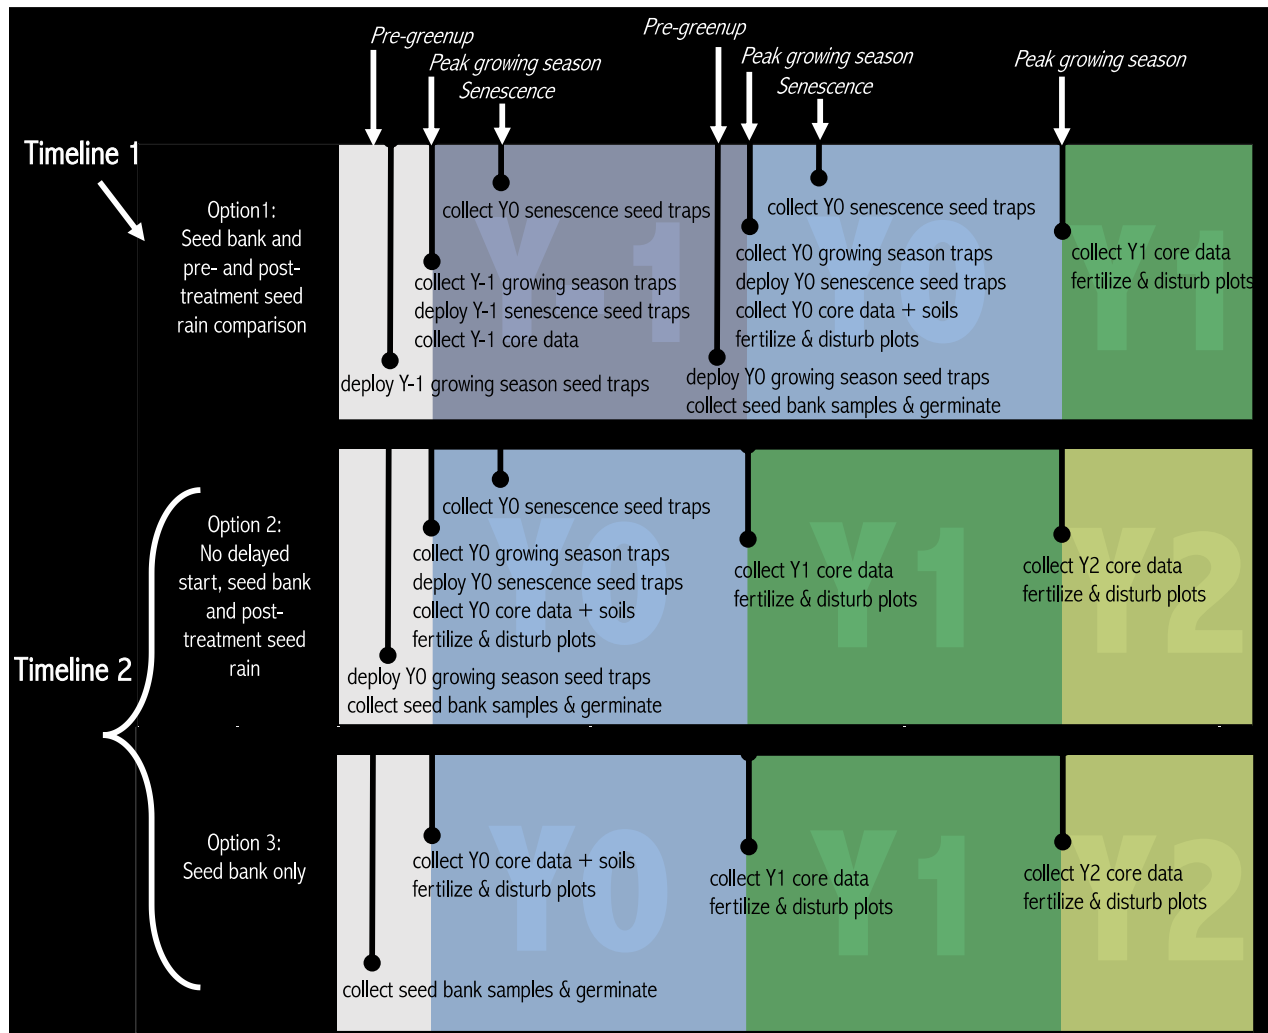 Pre-greenup
Peak growing season
Senescence
Pre-greenup
Peak growing season
Senescence
Peak growing season
Timeline 1
Option1:
Seed bank and
pre- and post-
treatment seed
rain comparison
Y-1
collect Y0 senescence seed traps
collect Y-1 growing season traps
deploy Y-1 senescence seed traps
collect Y-1 core data
deploy Y-1 growing season seed traps
Y0
collect Y0 senescence seed traps
collect Y0 growing season traps
deploy Y0 senescence seed traps
collect Y0 core data + soils
fertilize & disturb plots
deploy Y0 growing season seed traps
collect seed bank samples & germinate
Y1
collect Y1 core data
fertilize & disturb plots
Timeline 2
Option 2:
No delayed
start, seed bank
and post-
treatment seed
rain
Y0
collect Y0 senescence seed traps
collect Y0 growing season traps
deploy Y0 senescence seed traps
collect Y0 core data + soils
fertilize & disturb plots
deploy Y0 growing season seed traps
collect seed bank samples & germinate
Y1
collect Y1 core data
fertilize & disturb plots
Y2
collect Y2 core data
fertilize & disturb plots
Option 3:
Seed bank only
Y0
collect Y0 core data + soils
fertilize & disturb plots
collect seed bank samples & germinate
Y1
collect Y1 core data
fertilize & disturb plots
Y2
collect Y2 core data
fertilize & disturb plots